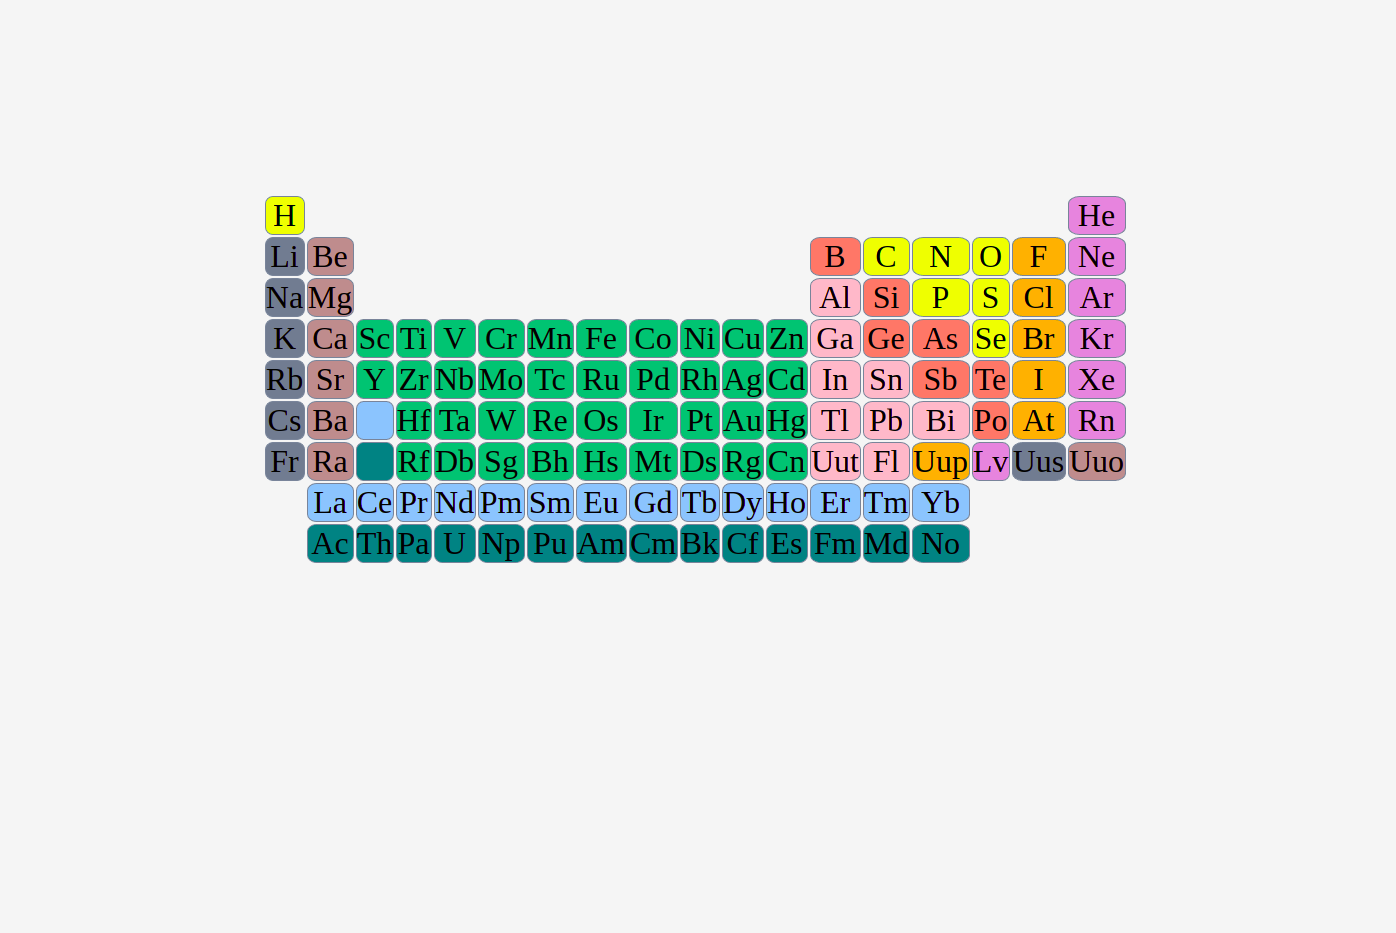 H He
Li Be B C N O F Ne
Na Mg Al Si P S Cl Ar
K Ca Sc Ti V Cr Mn Fe Co Ni Cu Zn Ga Ge As Se Br Kr
Rb Sr Y Zr Nb Mo Tc Ru Pd Rh Ag Cd In Sn Sb Te I Xe
Cs Ba Hf Ta W Re Os Ir Pt Au Hg Tl Pb Bi Po At Rn
Fr Ra Rf Db Sg Bh Hs Mt Ds Rg Cn Uut Fl Uup Lv Uus Uuo
La Ce Pr Nd Pm Sm Eu Gd Tb Dy Ho Er Tm Yb
Ac Th Pa U Np Pu Am Cm Bk Cf Es Fm Md No